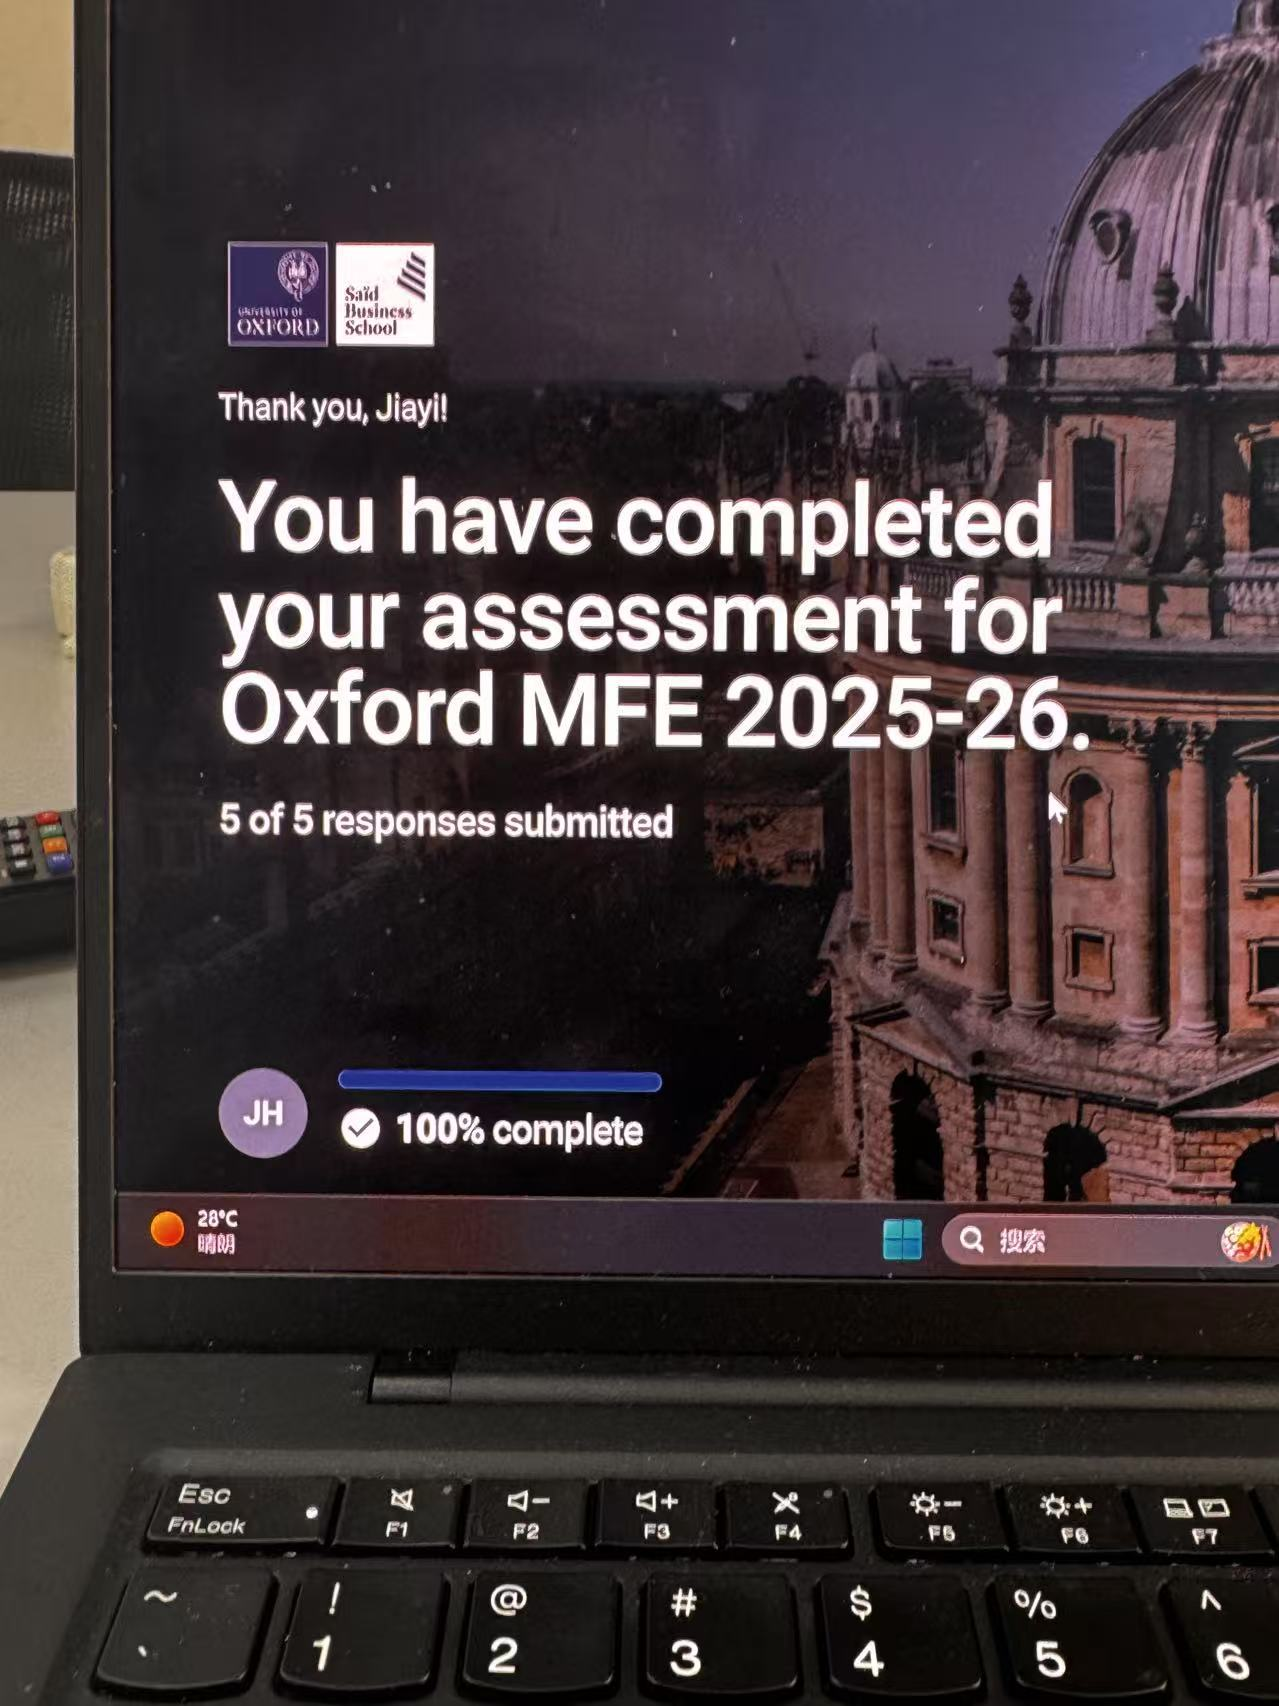 UNIVERSITY OF
OXFORD
Saïd
Business
School
Thank you, Jiayi!
You have completed
your assessment for
Oxford MFE 2025-26.
5 of 5 responses submitted
JH
100% complete
28°C
晴朗
搜索
Esc
FnLock
F1
F2
F3
F4
F5
F6
F7
~
`
!
1
@
2
#
3
$
4
%
5
^
6